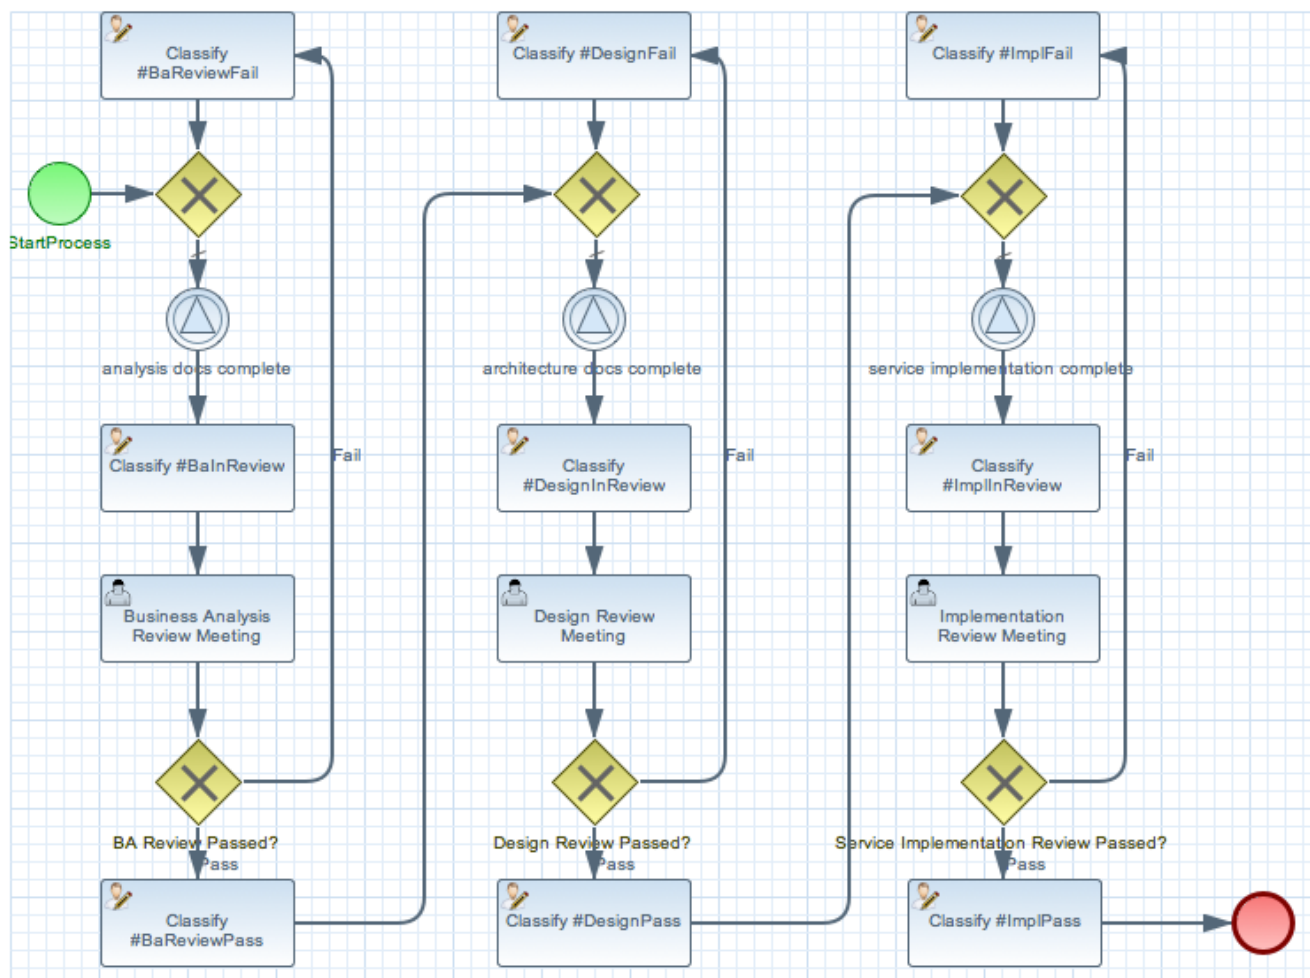 Classify
#BaReviewFail
StartProcess
analysis docs complete
Classify #BaInReview
Fail
Business Analysis
Review Meeting
BA Review Passed?
Pass
Classify
#BaReviewPass
Classify #DesignFail
architecture docs complete
Classify
#DesignInReview
Fail
Design Review
Meeting
Design Review Passed?
Pass
Classify #DesignPass
Classify #ImplFail
service implementation complete
Classify
#ImplInReview
Fail
Implementation
Review Meeting
Service Implementation Review Passed?
Pass
Classify #ImplPass